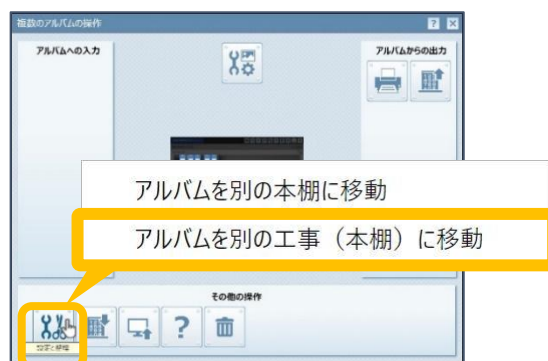 複数のアルバムの操作
アルバムへの入力
アルバムからの出力
アルバムを別の本棚に移動
アルバムを別の工事（本棚）に移動
その他の操作
設定と整理